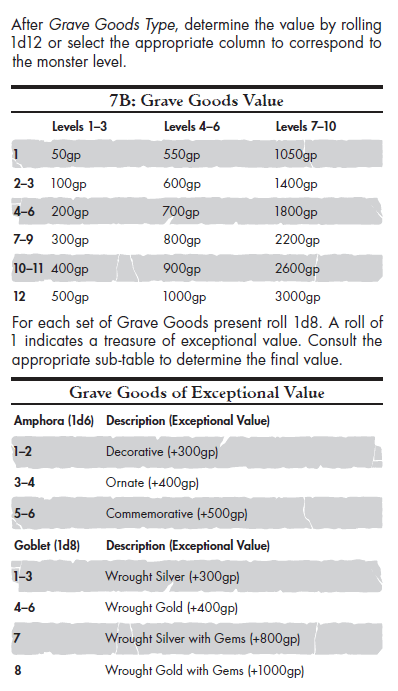 After Grave Goods Type, determine the value by rolling
1d12 or select the appropriate column to correspond to
the monster level.
7B: Grave Goods Value
Levels 1–3 Levels 4–6 Levels 7–10
1 50gp 550gp 1050gp
2–3 100gp 600gp 1400gp
4–6 200gp 700gp 1800gp
7–9 300gp 800gp 2200gp
10–11 400gp 900gp 2600gp
12 500gp 1000gp 3000gp
For each set of Grave Goods present roll 1d8. A roll of
1 indicates a treasure of exceptional value. Consult the
appropriate sub-table to determine the final value.
Grave Goods of Exceptional Value
Amphora (1d6) Description (Exceptional Value)
1–2 Decorative (+300gp)
3–4 Ornate (+400gp)
5–6 Commemorative (+500gp)
Goblet (1d8) Description (Exceptional Value)
1–3 Wrought Silver (+300gp)
4–6 Wrought Gold (+400gp)
7 Wrought Silver with Gems (+800gp)
8 Wrought Gold with Gems (+1000gp)